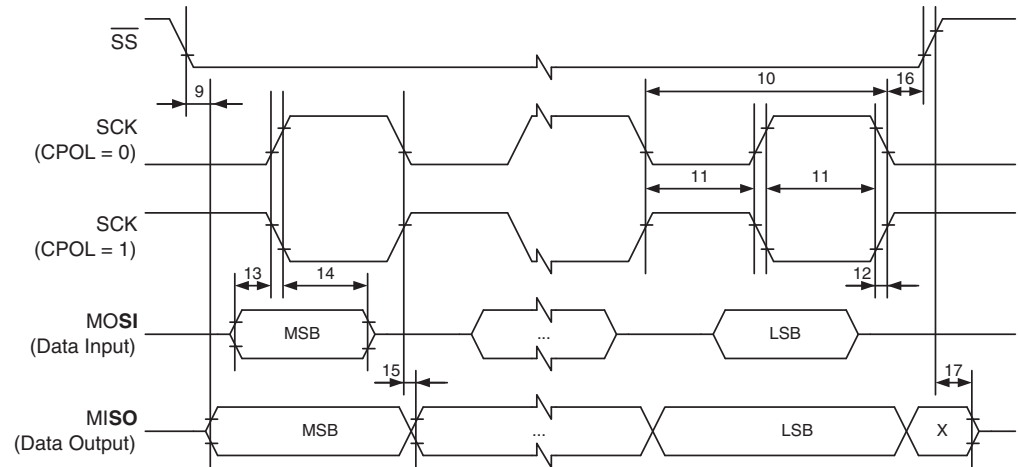 SS
9
10
16
SCK
(CPOL = 0)
11
11
SCK
(CPOL = 1)
13
14
12
MOSI
(Data Input)
MSB
...
LSB
15
17
MISO
(Data Output)
MSB
...
LSB
X